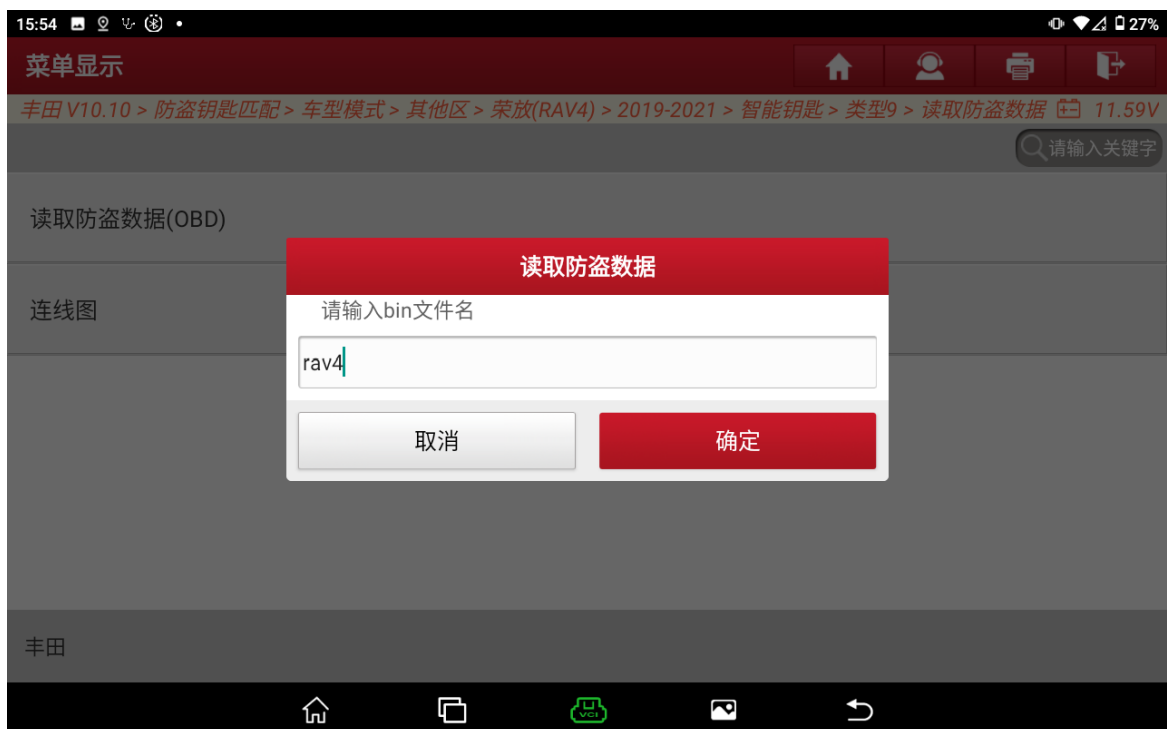 15:54 27%
菜单显示
丰田 V10.10 > 防盗钥匙匹配 > 车型模式 > 其他区 > 荣放(RAV4) > 2019-2021 > 智能钥匙 > 类型9 > 读取防盗数据 11.59V
请输入关键字
读取防盗数据(OBD)
读取防盗数据
连线图
请输入bin文件名
rav4
取消 确定
丰田
VCI